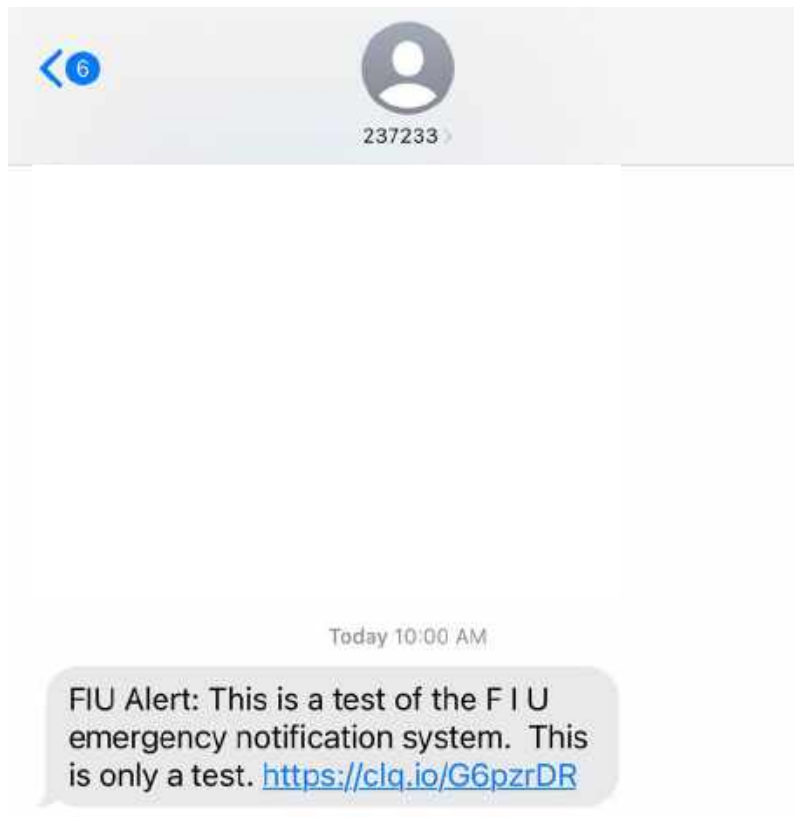 6
237233
Today 10:00 AM
FIU Alert: This is a test of the F I U
emergency notification system.  This
is only a test. https://clq.io/G6pzrDR